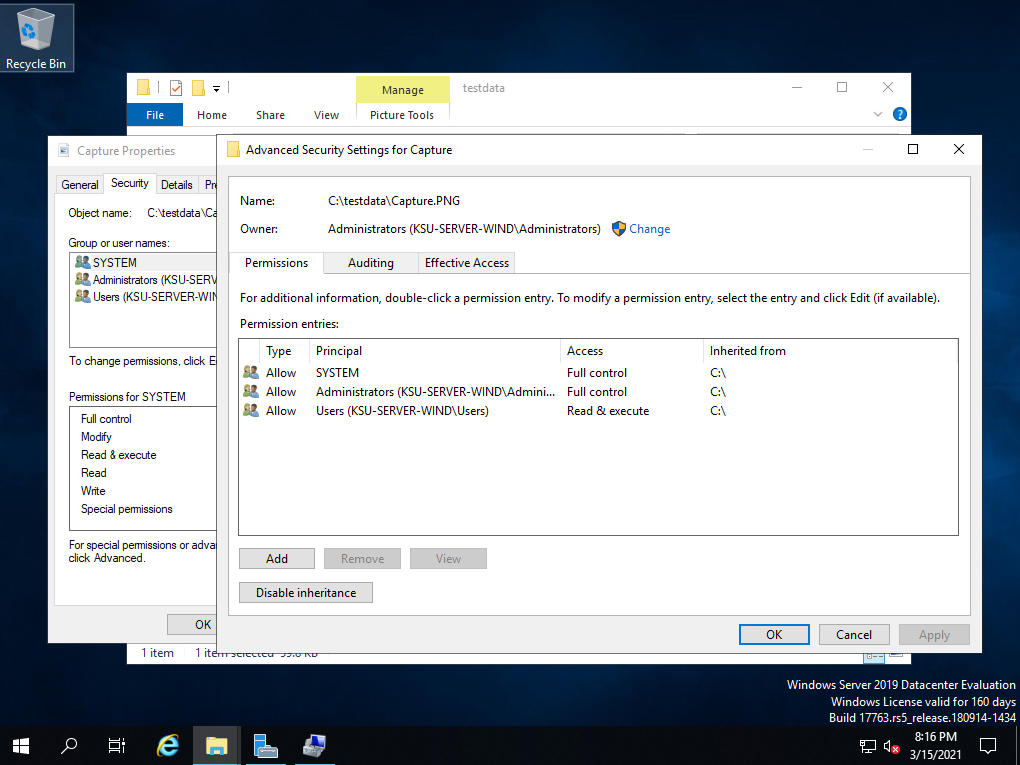 Recycle Bin
Manage
testdata
File
Home
Share
View
Picture Tools
Capture Properties
General
Security
Details
Object name:
C:\testdata\Ca
Group or user names:
SYSTEM
Administrators (KSU-SERV
Users (KSU-SERVER-WIN
To change permissions, click E
Permissions for SYSTEM
Full control
Modify
Read & execute
Read
Write
Special permissions
For special permissions or adva
click Advanced.
OK
Advanced Security Settings for Capture
Name:
C:\testdata\Capture.PNG
Owner:
Administrators (KSU-SERVER-WIND\Administrators)
Change
Permissions
Auditing
Effective Access
For additional information, double-click a permission entry. To modify a permission entry, select the entry and click Edit (if available).
Permission entries:
Type Principal Access Inherited from
Allow SYSTEM Full control C:\
Allow Administrators (KSU-SERVER-WIND\Admini... Full control C:\
Allow Users (KSU-SERVER-WIND\Users) Read & execute C:\
Add
Remove
View
Disable inheritance
OK
Cancel
Apply
1 item
1 item selected
Windows Server 2019 Datacenter Evaluation
Windows License valid for 160 days
Build 17763.rs5_release.180914-1434
8:16 PM
3/15/2021